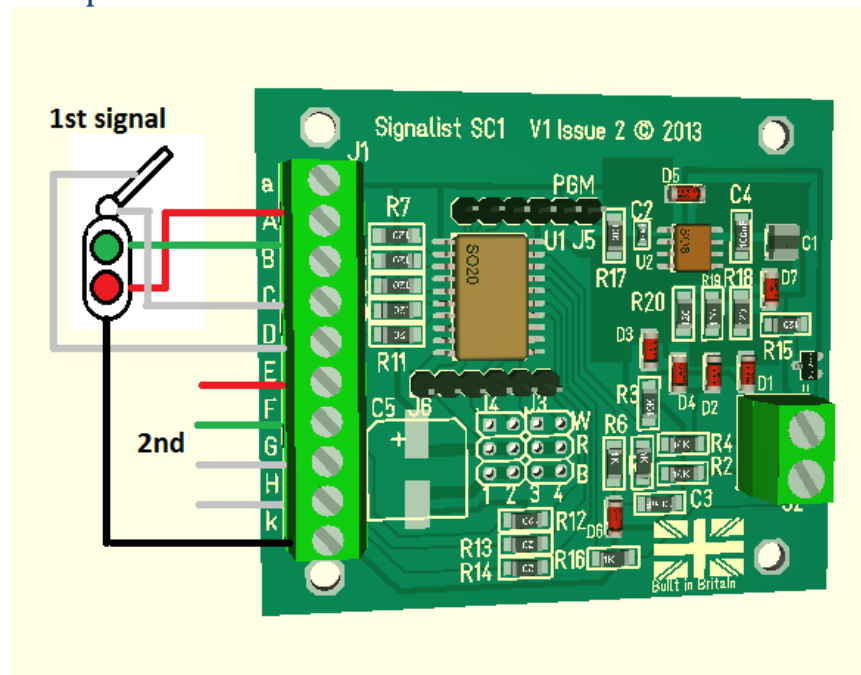 1st signal
Signalist SC1 V1 Issue 2 © 2013
J1
a
A
B
C
D
E
F
G
H
k
2nd
R7
R11
PGM
U1 J5
SO20
D5
C2
C4
SO8
U2
C1
R17
R19
R18
D7
R20
R15
D3
D4
D2
D1
R3
C5
J6
J4
J3
W
R
B
1 2 3 4
R6
R4
R2
C3
D6
R12
R13
R14
R16
1K
J2
Built in Britain